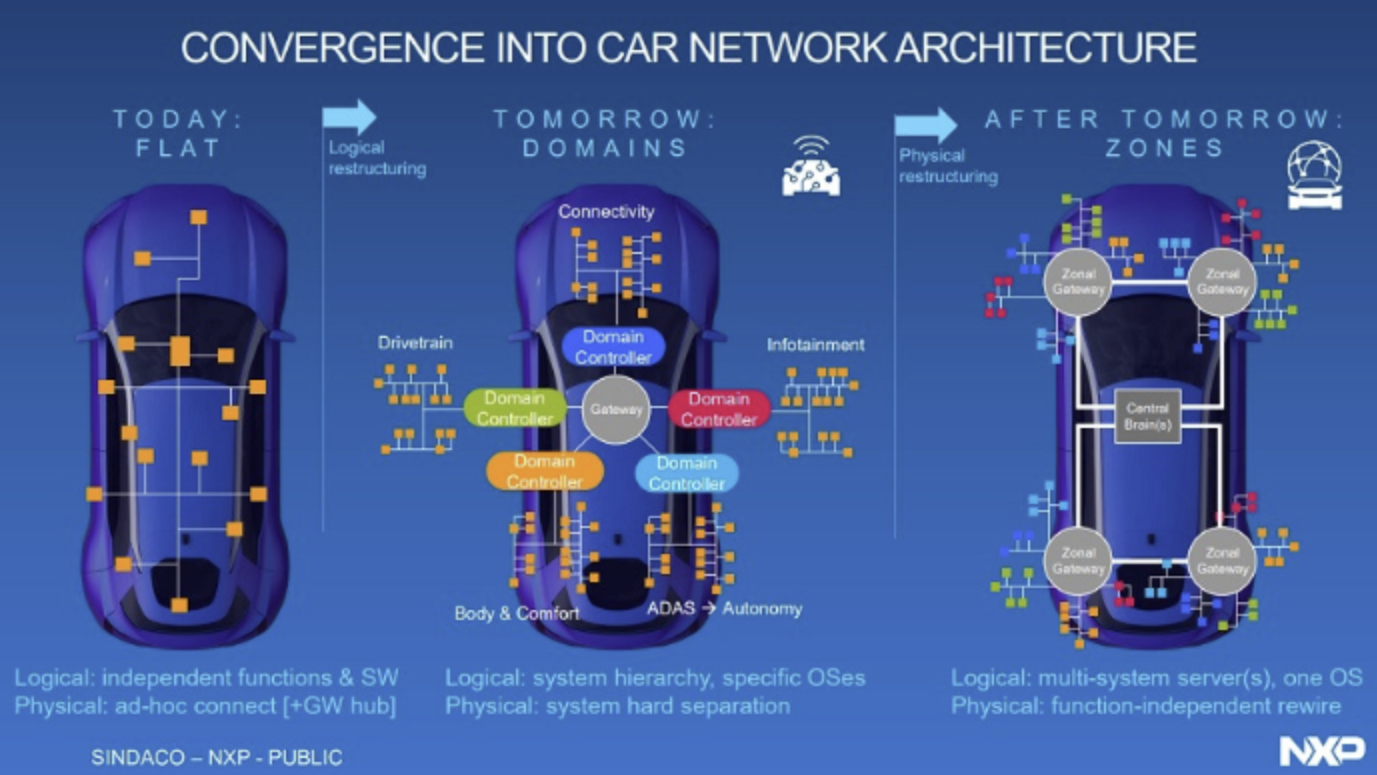 CONVERGENCE INTO CAR NETWORK ARCHITECTURE
TODAY:
FLAT
Logical
restructuring
TOMORROW:
DOMAINS
Physical
restructuring
AFTER TOMORROW:
ZONES
Connectivity
Drivetrain
Infotainment
Domain
Controller
Domain
Controller
Gateway
Domain
Controller
Domain
Controller
Domain
Controller
Body & Comfort
ADAS → Autonomy
Zonal
Gateway
Zonal
Gateway
Central
Brain(s)
Zonal
Gateway
Zonal
Gateway
Logical: independent functions & SW
Physical: ad-hoc connect [+GW hub]
Logical: system hierarchy, specific OSes
Physical: system hard separation
Logical: multi-system server(s), one OS
Physical: function-independent rewire
SINDACO – NXP - PUBLIC
NXP